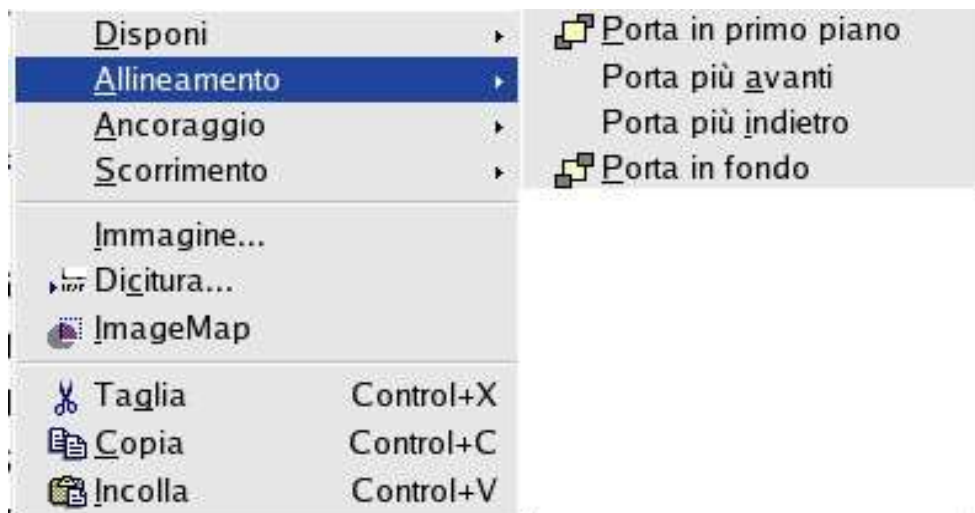 Disponi
Allineamento
Ancoraggio
Scorrimento
Immagine...
Dicitura...
ImageMap
Taglia Control+X
Copia Control+C
Incolla Control+V
Porta in primo piano
Porta più avanti
Porta più indietro
Porta in fondo